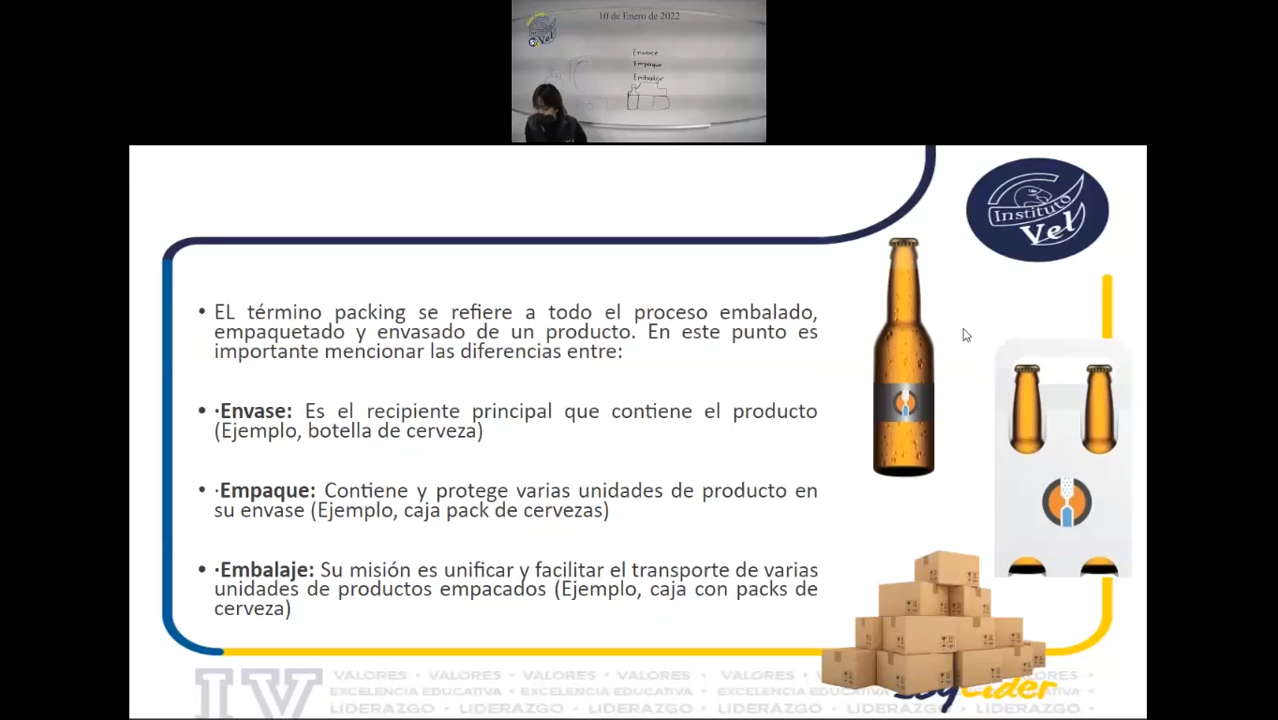 10 de Enero de 2022
Vel
Envace
Empaque
Embalaje
Instituto
Vel
• EL término packing se refiere a todo el proceso embalado,
empaquetado y envasado de un producto. En este punto es
importante mencionar las diferencias entre:
• ·Envase: Es el recipiente principal que contiene el producto
(Ejemplo, botella de cerveza)
• ·Empaque: Contiene y protege varias unidades de producto en
su envase (Ejemplo, caja pack de cervezas)
• ·Embalaje: Su misión es unificar y facilitar el transporte de varias
unidades de productos empacados (Ejemplo, caja con packs de
cerveza)
IV
VALORES • VALORES • VALORES • VALORES • VALORES • VALORES •
EXCELENCIA EDUCATIVA • EXCELENCIA EDUCATIVA • EXCELENCIA EDUCATIVA
LIDERAZGO • LIDERAZGO • LIDERAZGO • LIDERAZGO • LIDERAZGO • LIDERAZGO
Líder